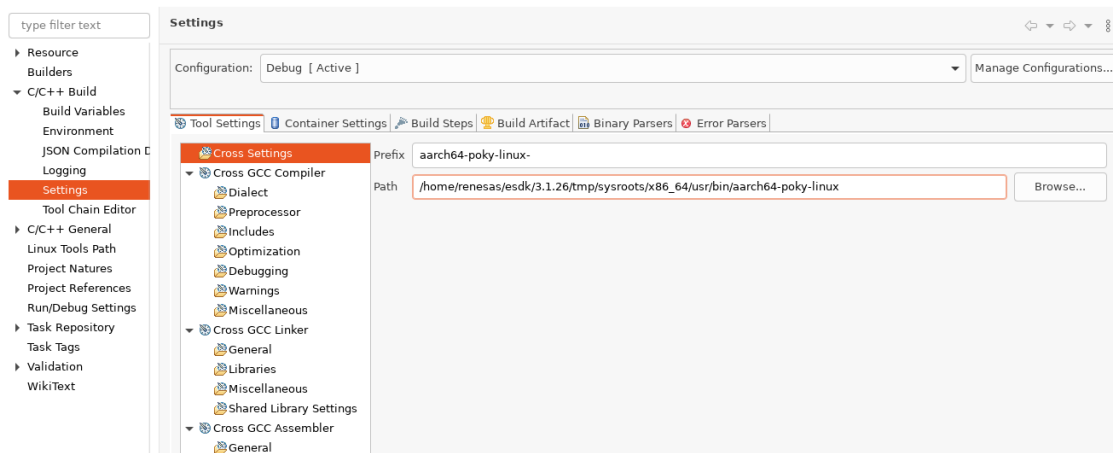 type filter text
Resource
Builders
C/C++ Build
Build Variables
Environment
JSON Compilation D
Logging
Settings
Tool Chain Editor
C/C++ General
Linux Tools Path
Project Natures
Project References
Run/Debug Settings
Task Repository
Task Tags
Validation
WikiText
Settings
Configuration: Debug [ Active ] Manage Configurations...
Tool Settings Container Settings Build Steps Build Artifact Binary Parsers Error Parsers
Cross Settings
Cross GCC Compiler
Dialect
Preprocessor
Includes
Optimization
Debugging
Warnings
Miscellaneous
Cross GCC Linker
General
Libraries
Miscellaneous
Shared Library Settings
Cross GCC Assembler
General
Prefix aarch64-poky-linux-
Path /home/renesas/esdk/3.1.26/tmp/sysroots/x86_64/usr/bin/aarch64-poky-linux Browse...